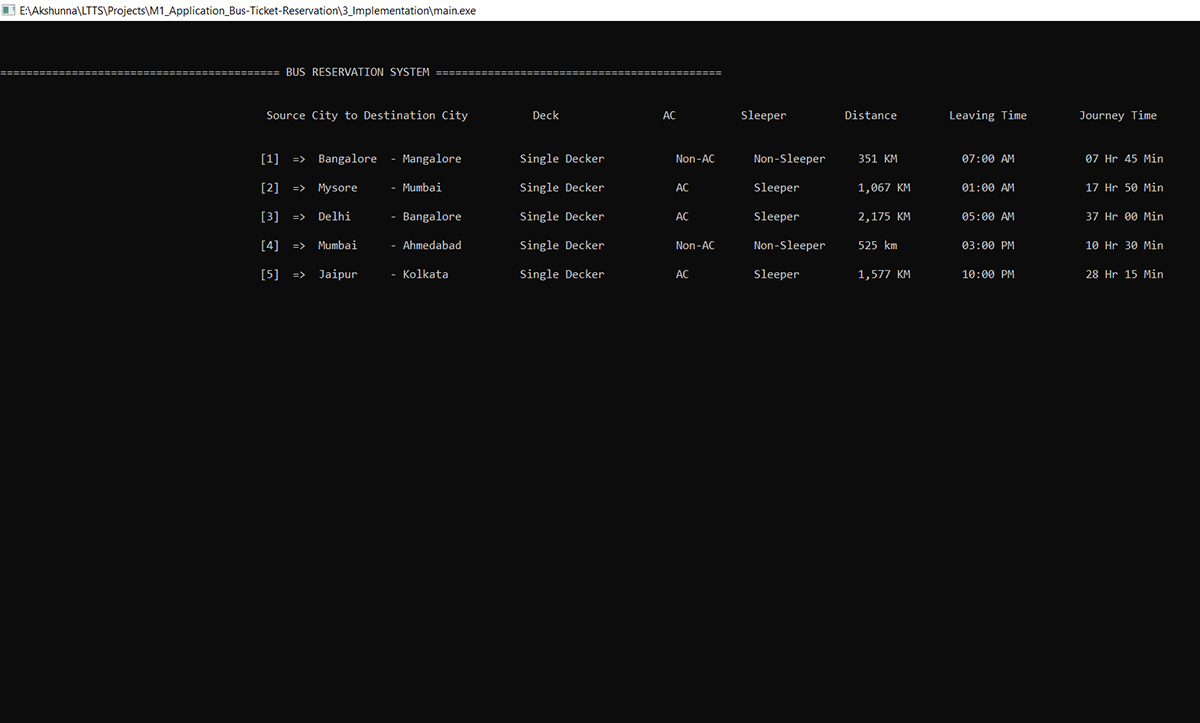 E:\Akshunna\LTTS\Projects\M1_Application_Bus-Ticket-Reservation\3_Implementation\main.exe
=========================================== BUS RESERVATION SYSTEM ============================================
Source City to Destination City Deck AC Sleeper Distance Leaving Time Journey Time
[1] => Bangalore - Mangalore Single Decker Non-AC Non-Sleeper 351 KM 07:00 AM 07 Hr 45 Min
[2] => Mysore - Mumbai Single Decker AC Sleeper 1,067 KM 01:00 AM 17 Hr 50 Min
[3] => Delhi - Bangalore Single Decker AC Sleeper 2,175 KM 05:00 AM 37 Hr 00 Min
[4] => Mumbai - Ahmedabad Single Decker Non-AC Non-Sleeper 525 km 03:00 PM 10 Hr 30 Min
[5] => Jaipur - Kolkata Single Decker AC Sleeper 1,577 KM 10:00 PM 28 Hr 15 Min